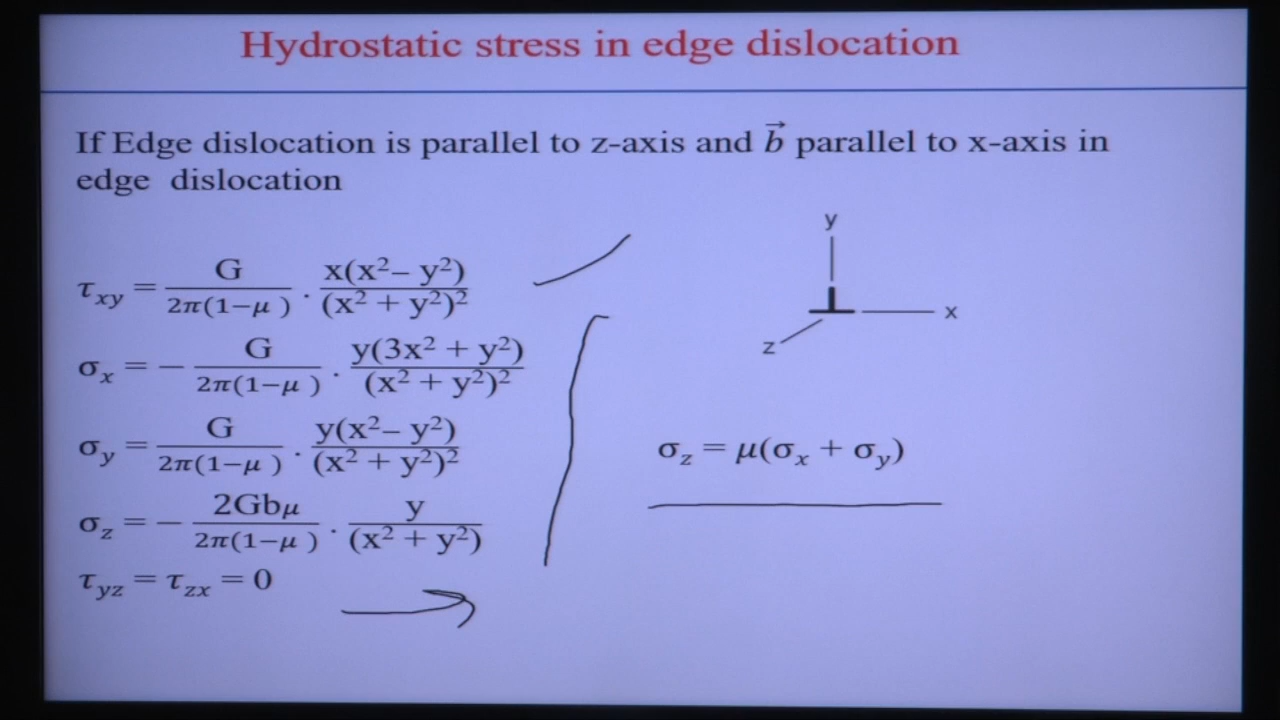 Hydrostatic stress in edge dislocation
If Edge dislocation is parallel to z-axis and b⃗ parallel to x-axis in
edge dislocation
τxy = G/2π(1−μ) · x(x² − y²)/(x² + y²)²
σx = − G/2π(1−μ) · y(3x² + y²)/(x² + y²)²
σy = G/2π(1−μ) · y(x² − y²)/(x² + y²)²
σz = − 2Gbμ/2π(1−μ) · y/(x² + y²)
τyz = τzx = 0
y
x
z
σz = μ(σx + σy)